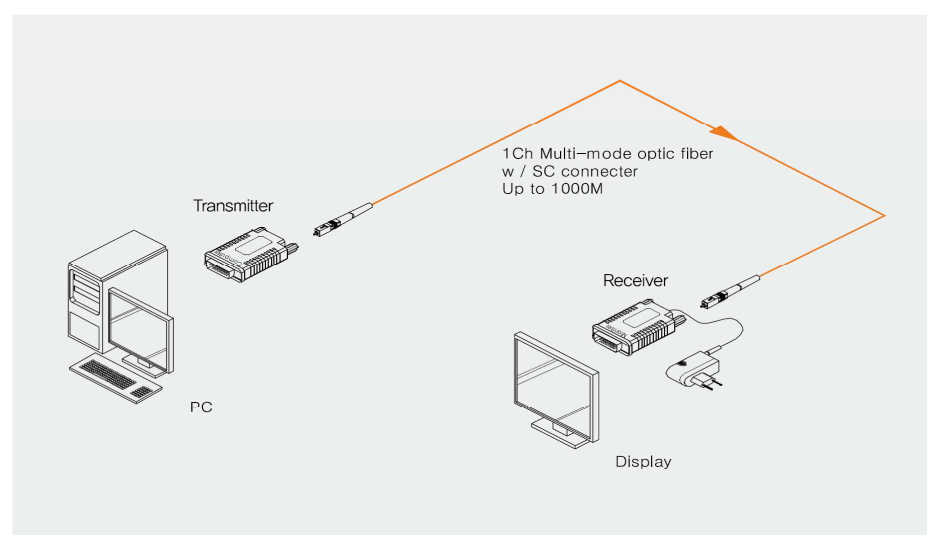 1Ch Multi-mode optic fiber
w / SC connecter
Up to 1000M
Transmitter
Receiver
PC
Display